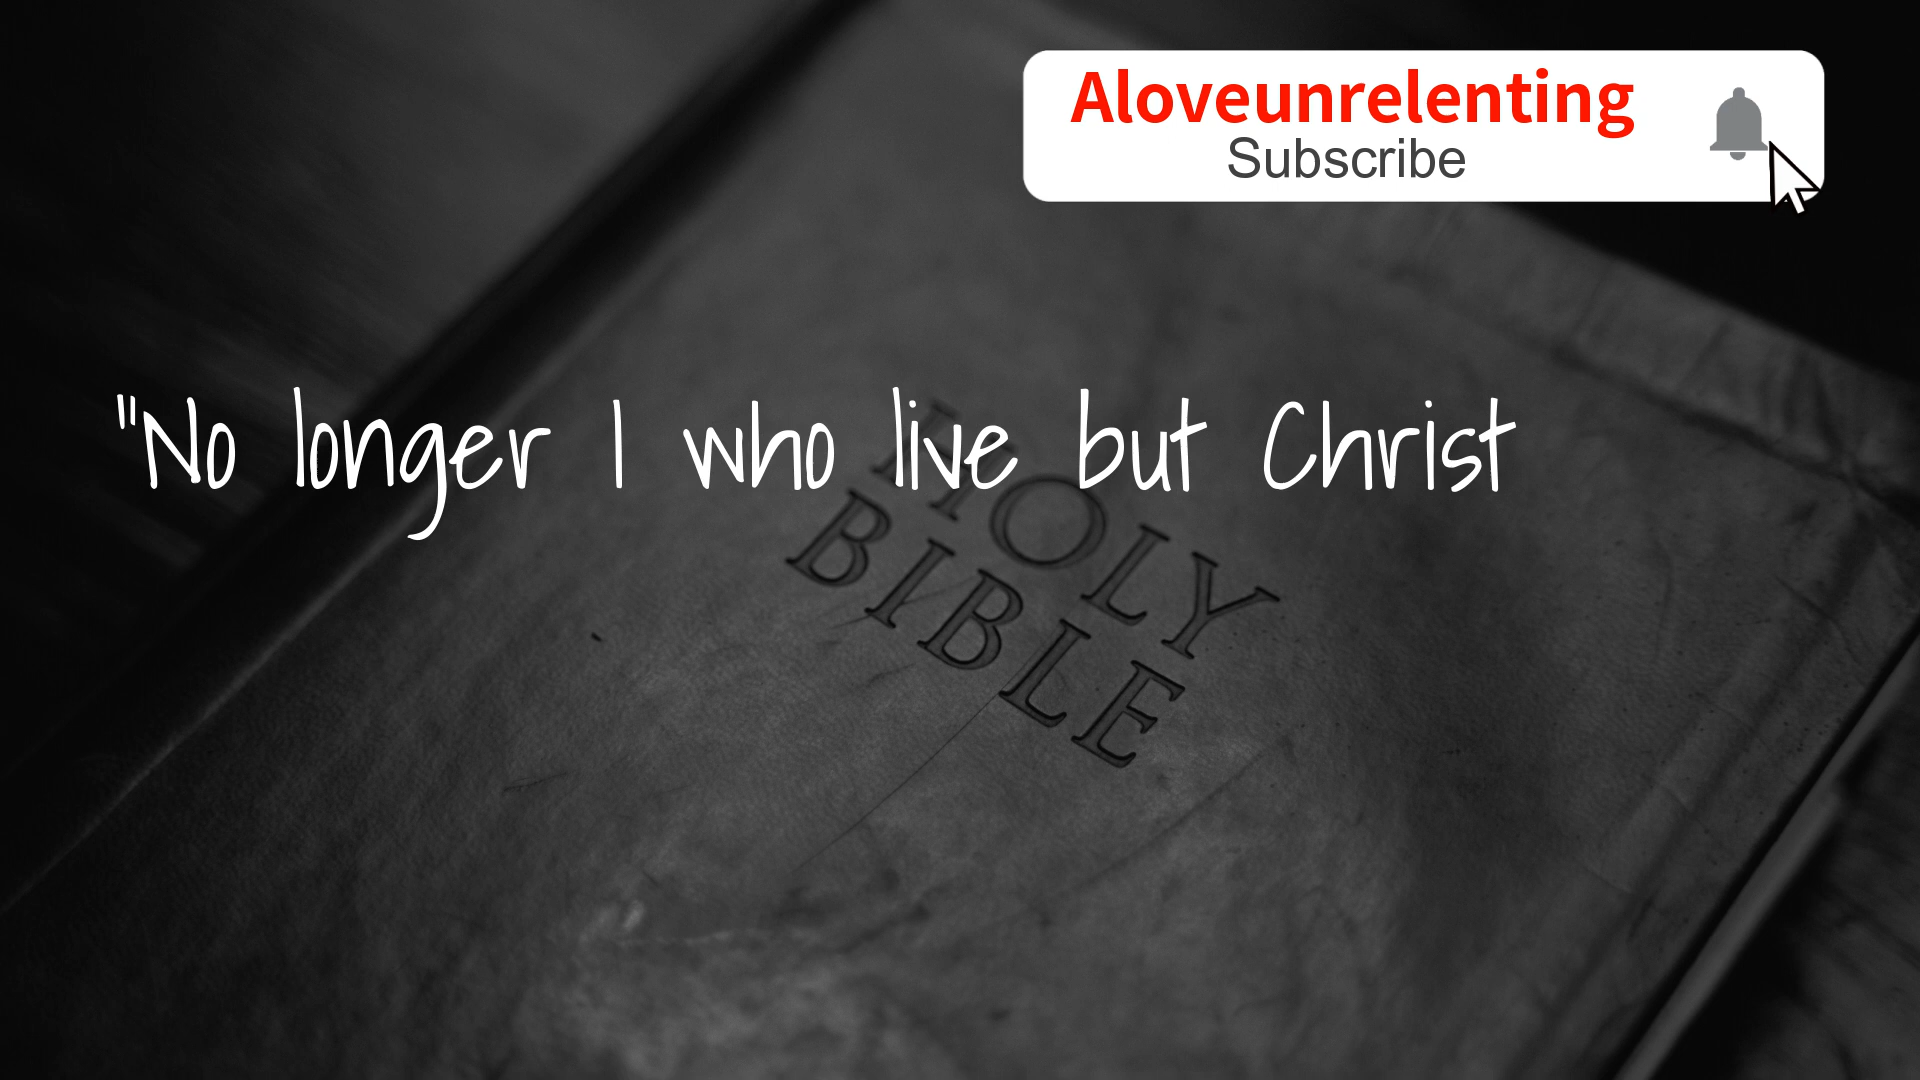 Aloveunrelenting
Subscribe
"No longer I who live but Christ
HOLY
BIBLE